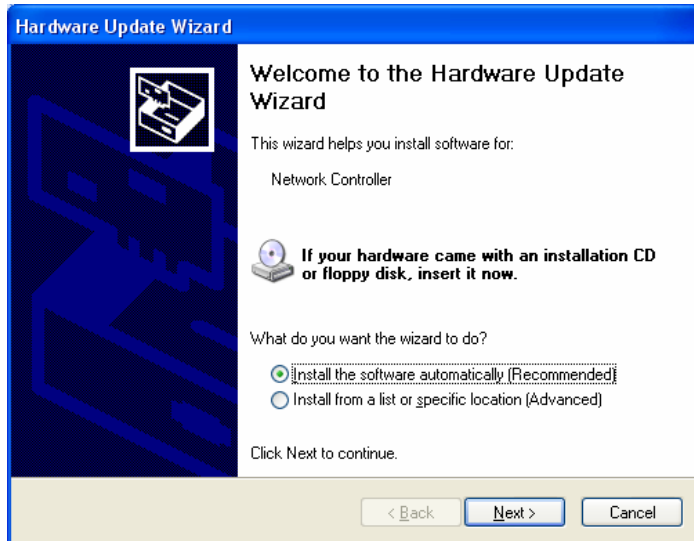 Hardware Update Wizard
Welcome to the Hardware Update
Wizard
This wizard helps you install software for:
Network Controller
If your hardware came with an installation CD
or floppy disk, insert it now.
What do you want the wizard to do?
Install the software automatically (Recommended)
Install from a list or specific location (Advanced)
Click Next to continue.
< Back
Next >
Cancel